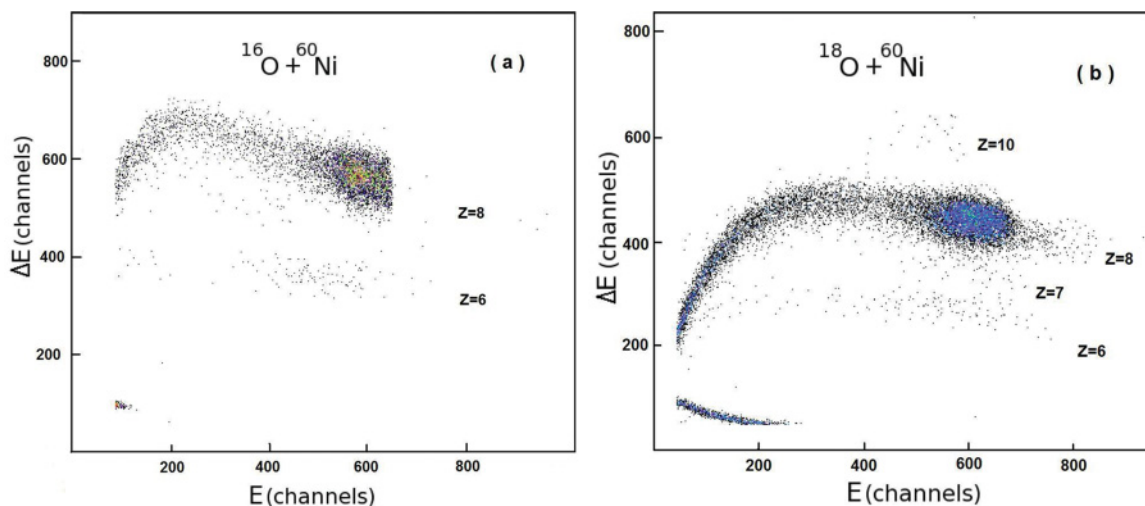 800
600
400
200
200
400
600
800
ΔE (channels)
E (channels)
¹⁶O + ⁶⁰Ni
( a )
Z=8
Z=6
800
600
400
200
200
400
600
800
ΔE (channels)
E (channels)
¹⁸O + ⁶⁰Ni
( b )
Z=10
Z=8
Z=7
Z=6